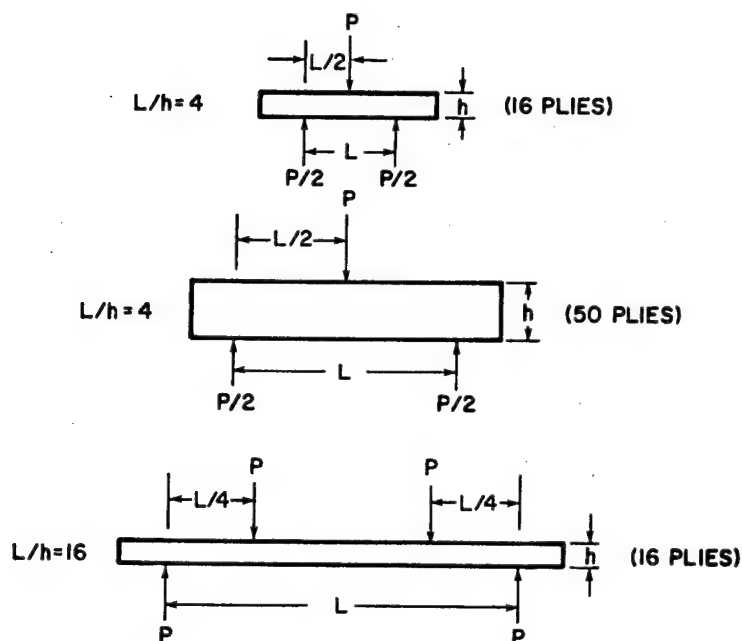 P
L/2
L/h=4
h
(16 PLIES)
L
P/2
P/2
P
L/2
L/h=4
h
(50 PLIES)
L
P/2
P/2
P
P
L/4
L/4
L/h=16
h
(16 PLIES)
L
P
P